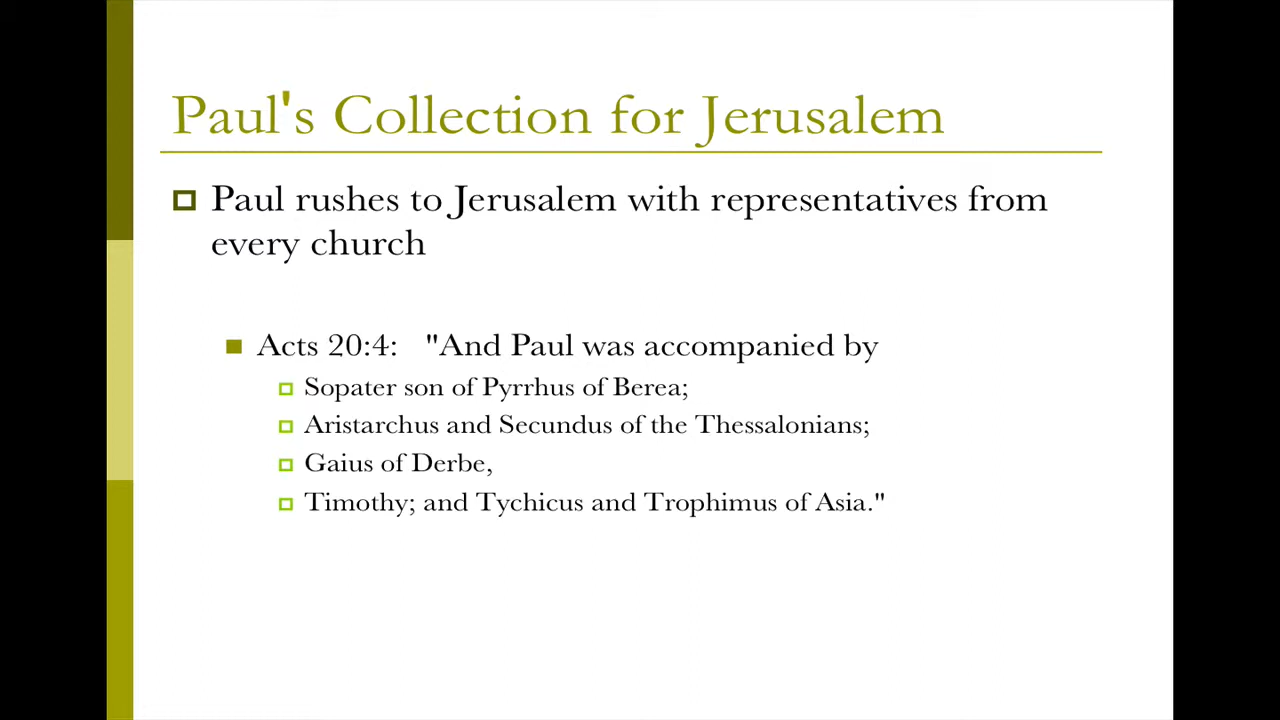 Paul's Collection for Jerusalem
Paul rushes to Jerusalem with representatives from
every church
Acts 20:4: "And Paul was accompanied by
Sopater son of Pyrrhus of Berea;
Aristarchus and Secundus of the Thessalonians;
Gaius of Derbe,
Timothy; and Tychicus and Trophimus of Asia."